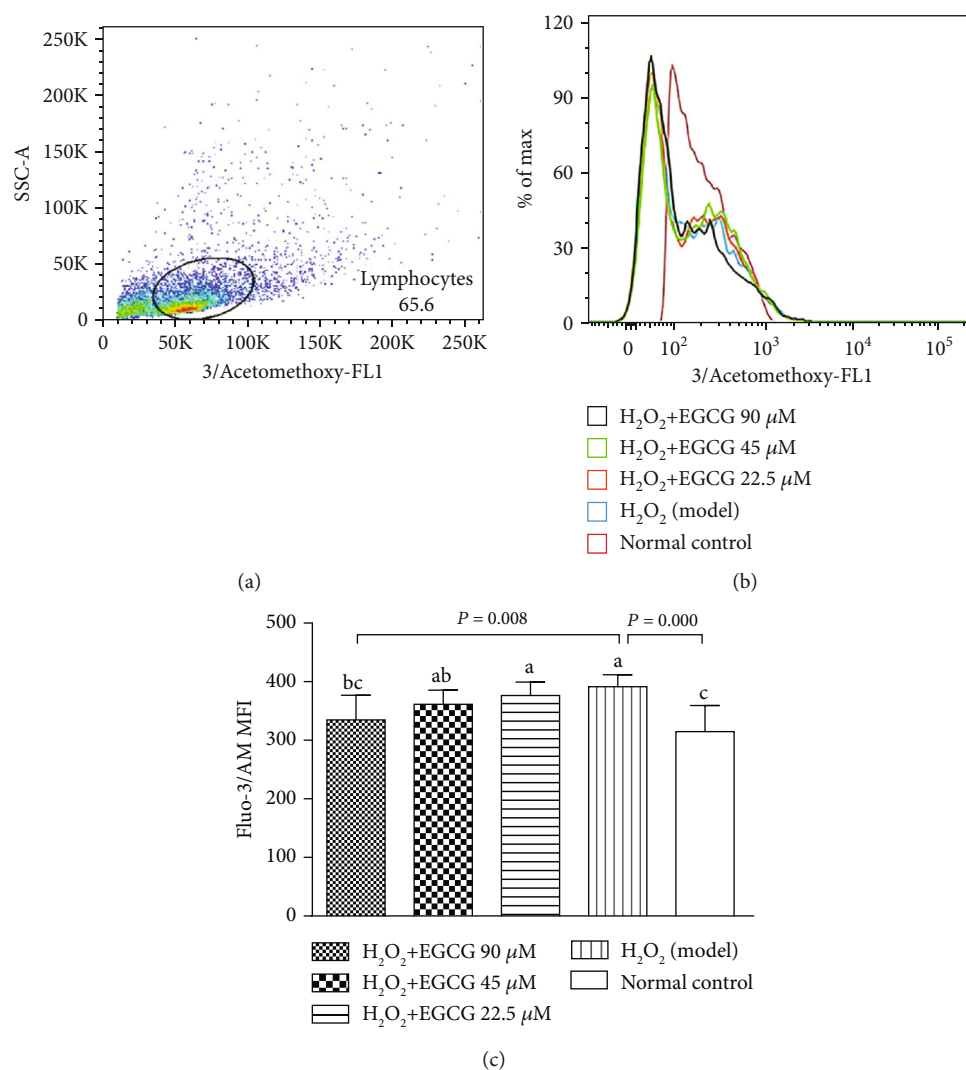 250K
200K
150K
100K
50K
0
SSC-A
Lymphocytes
65.6
0 50K 100K 150K 200K 250K
3/Acetomethoxy-FL1
(a)
120
90
60
30
0
% of max
0 10² 10³ 10⁴ 10⁵
3/Acetomethoxy-FL1
H₂O₂+EGCG 90 μM
H₂O₂+EGCG 45 μM
H₂O₂+EGCG 22.5 μM
H₂O₂ (model)
Normal control
(b)
500
400
300
200
100
0
Fluo-3/AM MFI
P = 0.008
P = 0.000
bc ab a a c
H₂O₂+EGCG 90 μM
H₂O₂+EGCG 45 μM
H₂O₂+EGCG 22.5 μM
H₂O₂ (model)
Normal control
(c)